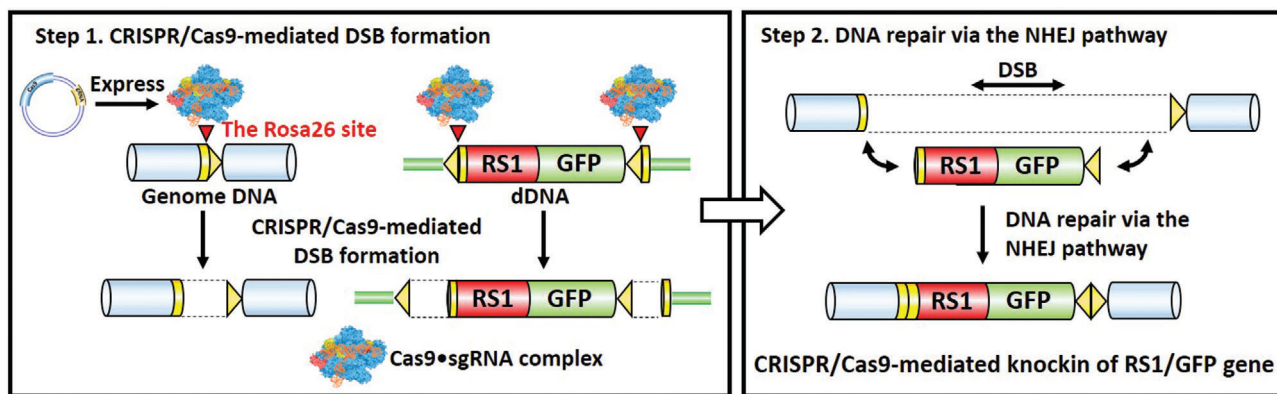 Step 1. CRISPR/Cas9-mediated DSB formation
Cas9
Express
The Rosa26 site
RS1 GFP
Genome DNA
dDNA
CRISPR/Cas9-mediated
DSB formation
RS1 GFP
Cas9•sgRNA complex
Step 2. DNA repair via the NHEJ pathway
DSB
RS1 GFP
DNA repair via the
NHEJ pathway
RS1 GFP
CRISPR/Cas9-mediated knockin of RS1/GFP gene